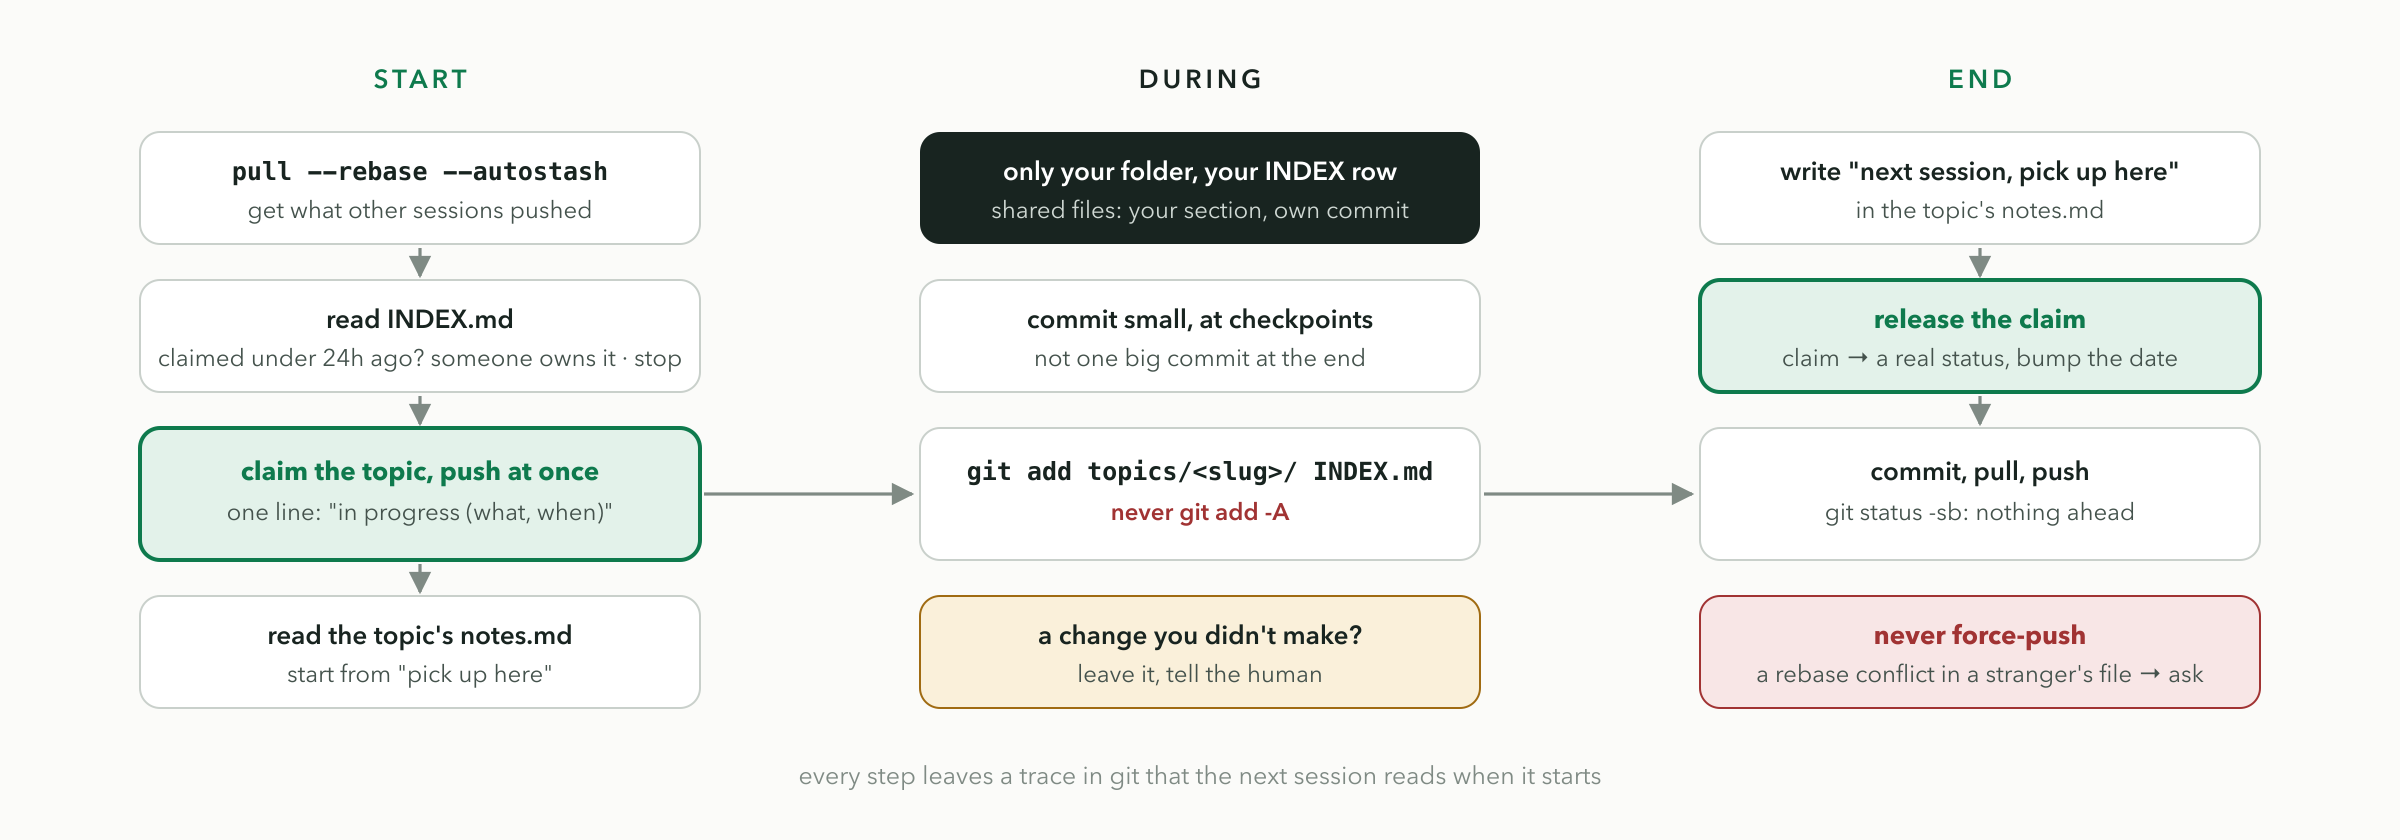 START
pull --rebase --autostash
get what other sessions pushed
read INDEX.md
claimed under 24h ago? someone owns it · stop
claim the topic, push at once
one line: "in progress (what, when)"
read the topic's notes.md
start from "pick up here"
DURING
only your folder, your INDEX row
shared files: your section, own commit
commit small, at checkpoints
not one big commit at the end
git add topics/<slug>/ INDEX.md
never git add -A
a change you didn't make?
leave it, tell the human
END
write "next session, pick up here"
in the topic's notes.md
release the claim
claim → a real status, bump the date
commit, pull, push
git status -sb: nothing ahead
never force-push
a rebase conflict in a stranger's file → ask
every step leaves a trace in git that the next session reads when it starts